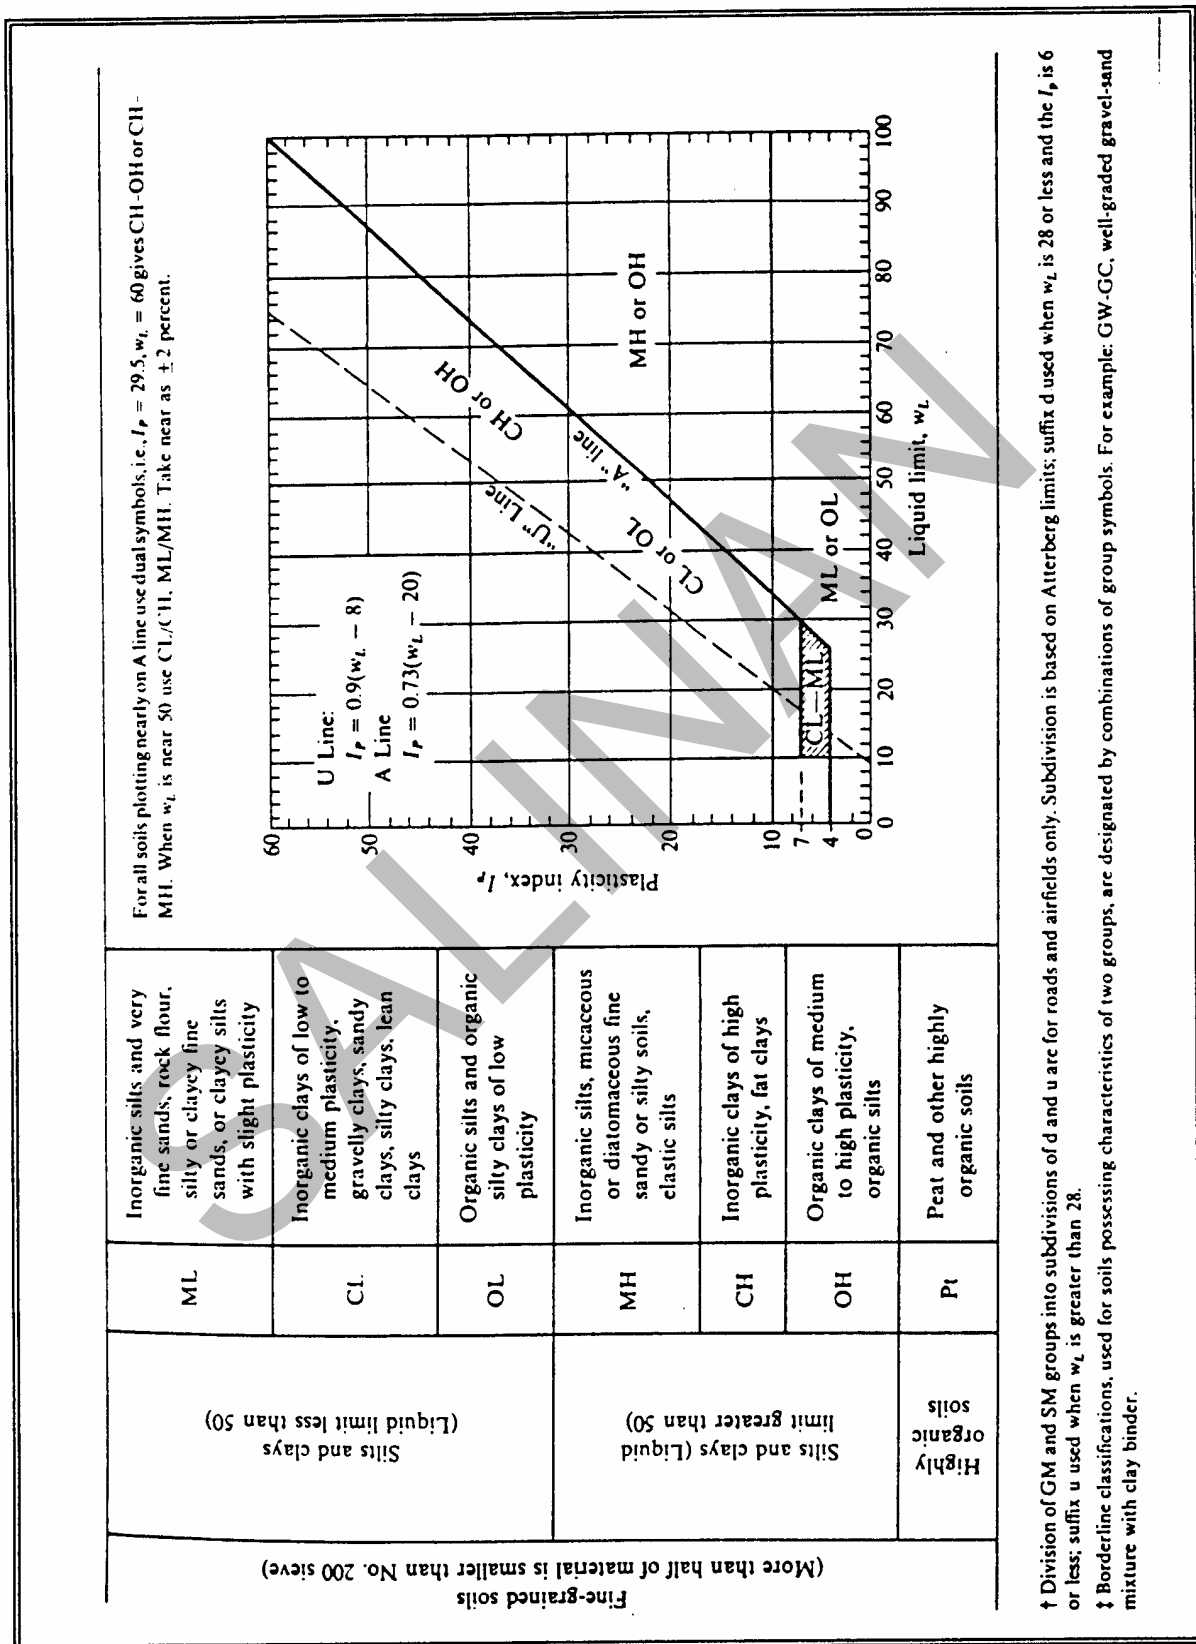 Fine-grained soils
(More than half of material is smaller than No. 200 sieve)
Silts and clays
(Liquid limit less than 50)
ML
Inorganic silts and very
fine sands, rock flour,
silty or clayey fine
sands, or clayey silts
with slight plasticity
CL
Inorganic clays of low to
medium plasticity,
gravelly clays, sandy
clays, silty clays, lean
clays
OL
Organic silts and organic
silty clays of low
plasticity
Silts and clays (Liquid
limit greater than 50)
MH
Inorganic silts, micaceous
or diatomaceous fine
sandy or silty soils,
elastic silts
CH
Inorganic clays of high
plasticity, fat clays
OH
Organic clays of medium
to high plasticity,
organic silts
Highly
organic
soils
Pt
Peat and other highly
organic soils
For all soils plotting nearly on A line use dual symbols, i.e., I_P = 29.5, w_L = 60 gives CH-OH or CH-
MH. When w_L is near 50 use CL/CH, ML/MH. Take near as ±2 percent.
Plasticity index, I_P
60
50
40
30
20
10
7
4
0
U Line:
I_P = 0.9(w_L − 8)
A Line
I_P = 0.73(w_L − 20)
"U" Line
"A" line
CH or OH
CL or OL
MH or OH
ML or OL
CL—ML
0 10 20 30 40 50 60 70 80 90 100
Liquid limit, w_L
† Division of GM and SM groups into subdivisions of d and u are for roads and airfields only. Subdivision is based on Atterberg limits; suffix d used when w_L is 28 or less and the I_P is 6
or less; suffix u used when w_L is greater than 28.
‡ Borderline classifications, used for soils possessing characteristics of two groups, are designated by combinations of group symbols. For example: GW-GC, well-graded gravel-sand
mixture with clay binder.
SALINAN